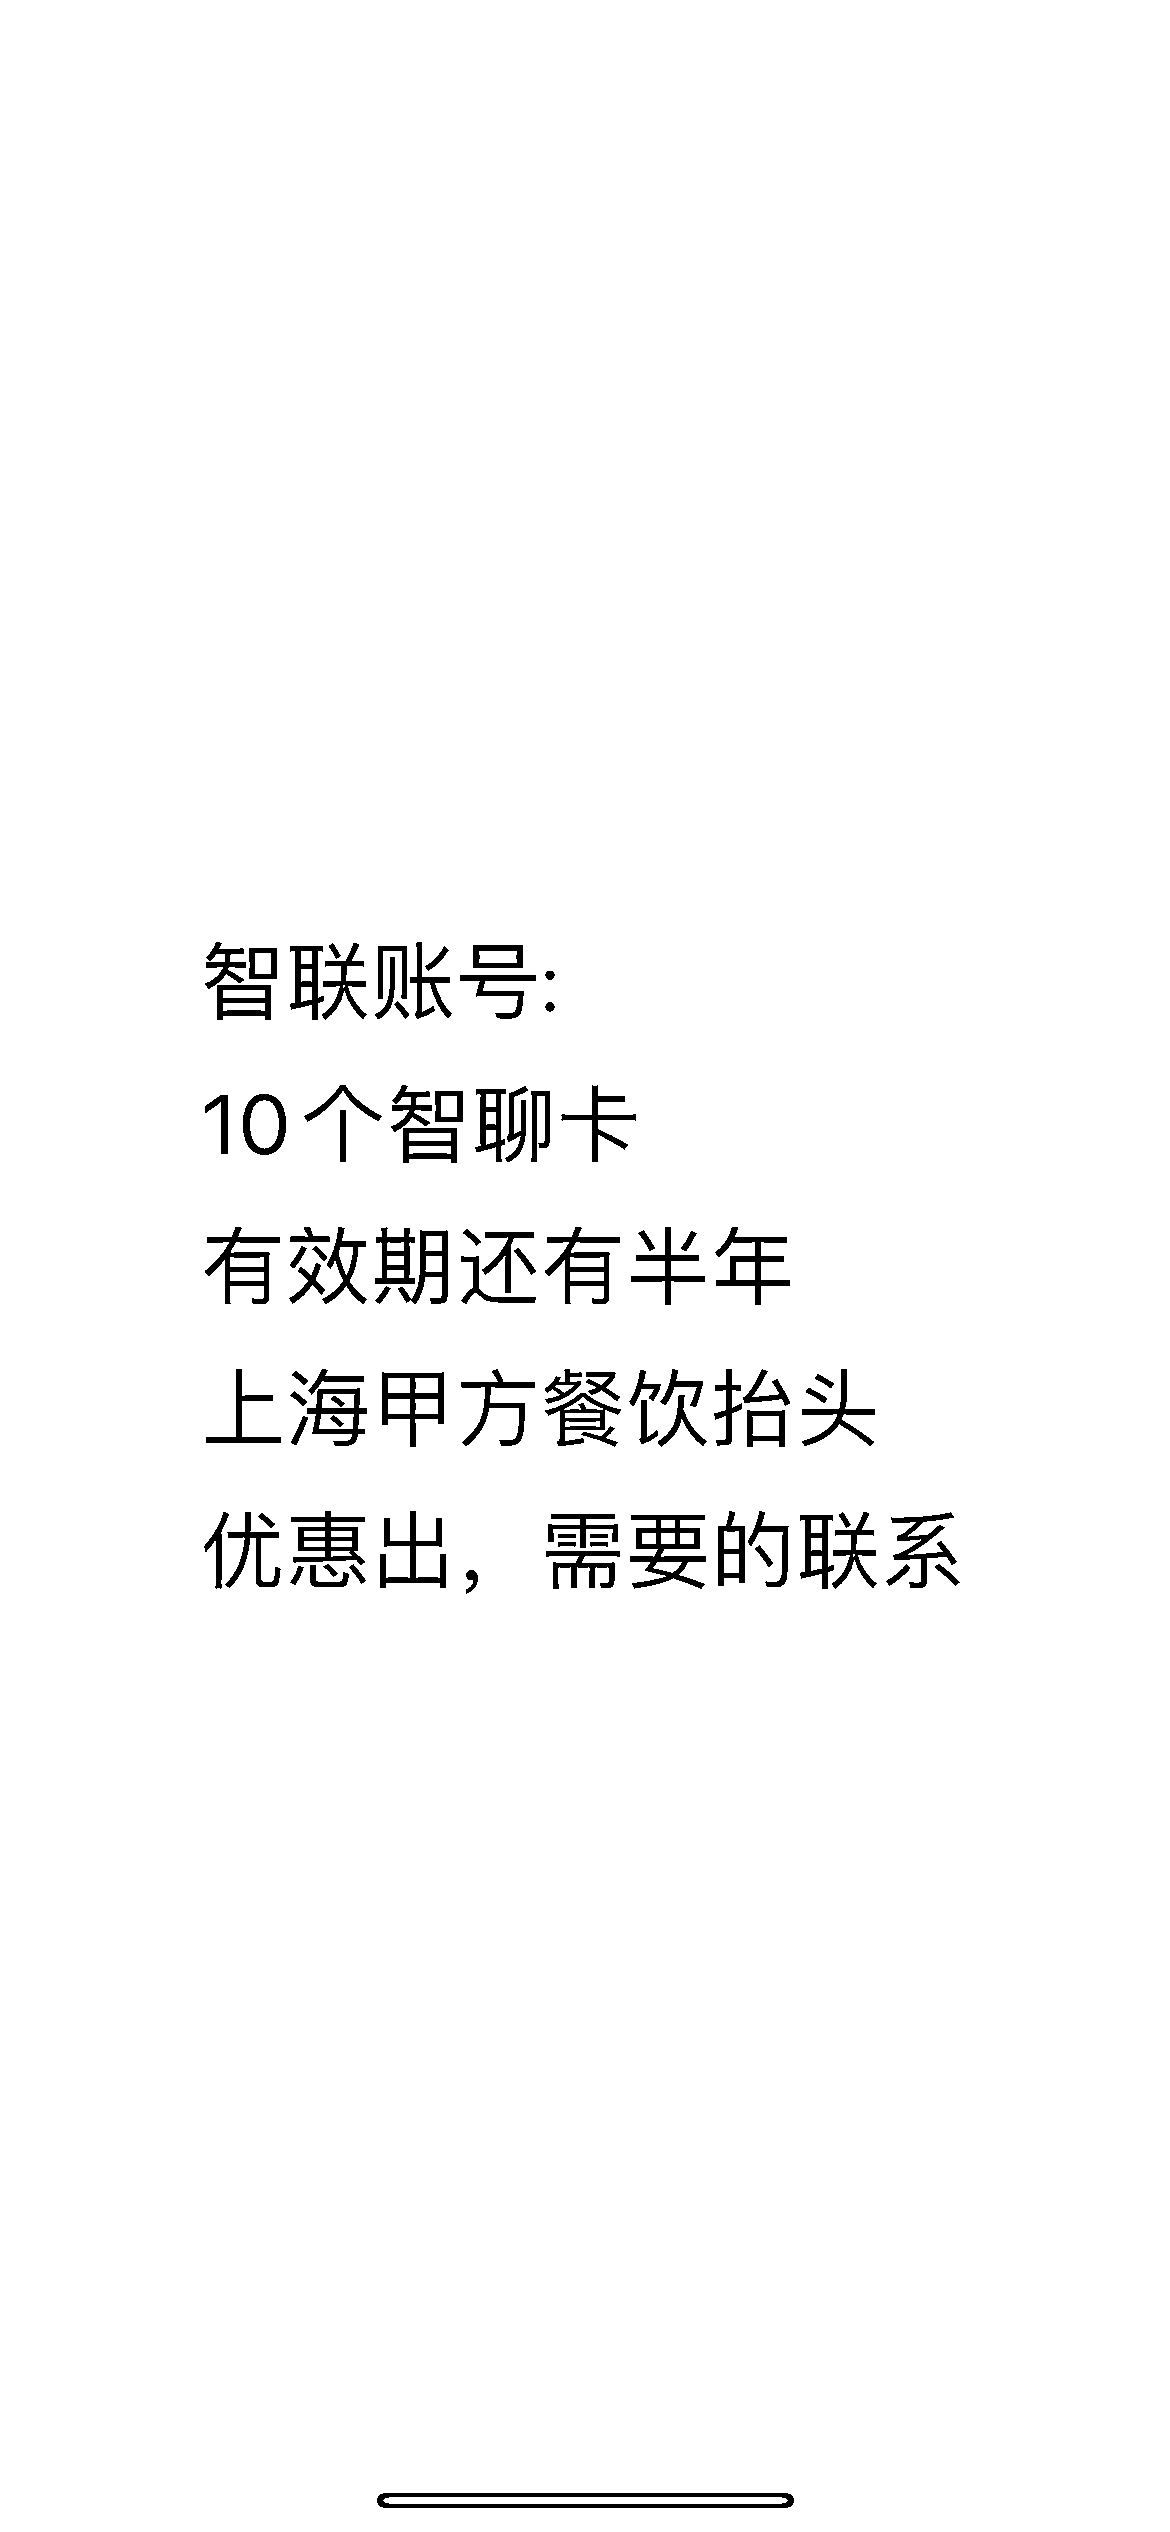 智联账号:
10个智聊卡
有效期还有半年
上海甲方餐饮抬头
优惠出，需要的联系